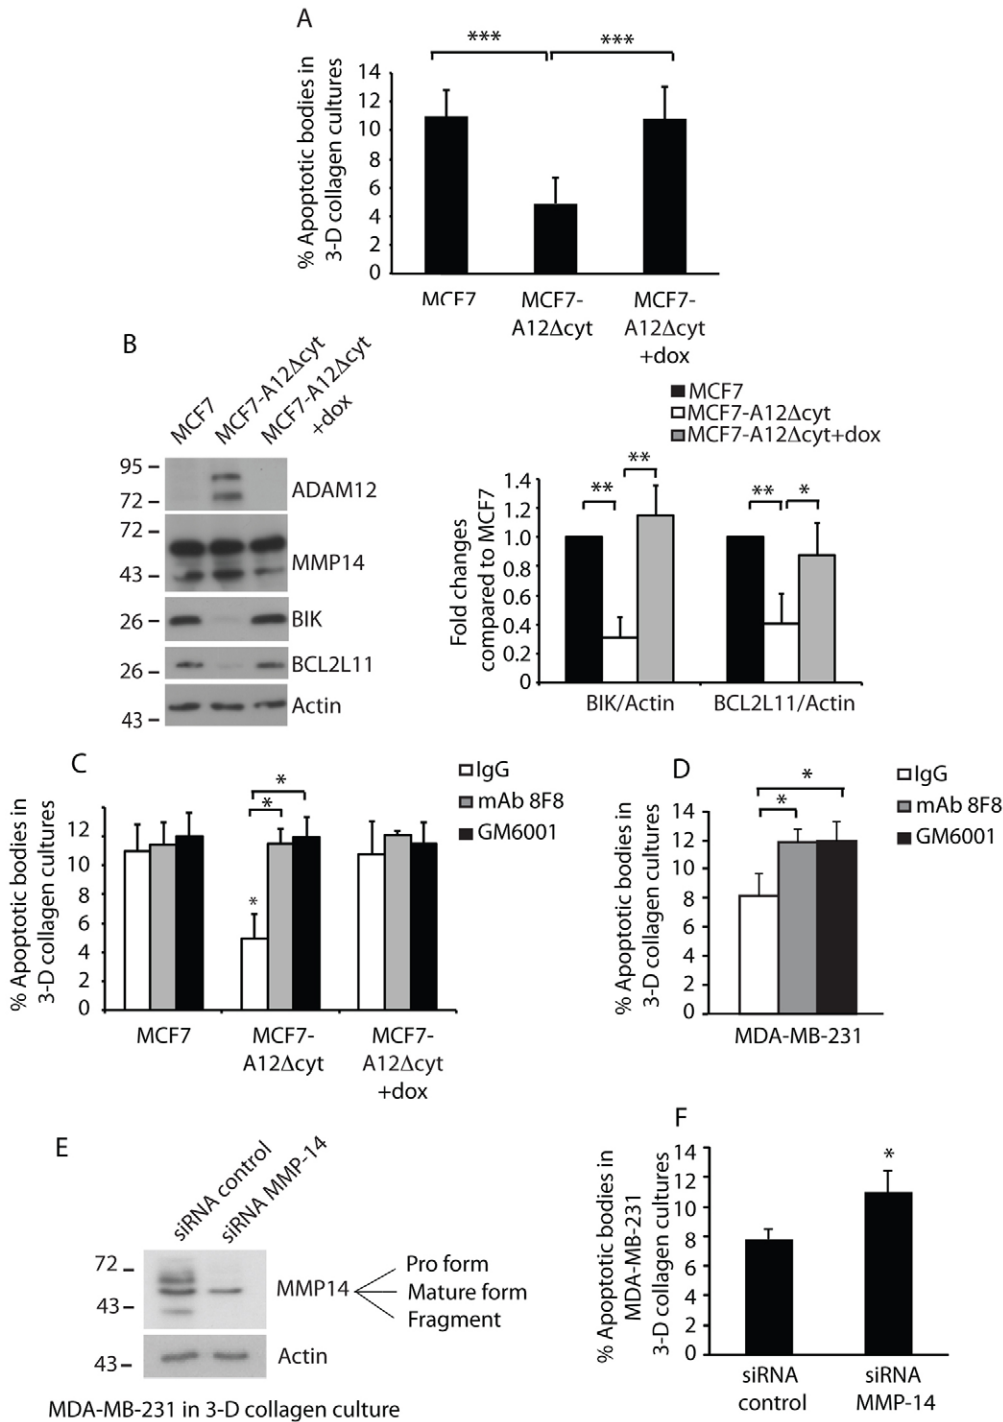 A
*** ***
% Apoptotic bodies in
3-D collagen cultures
14
12
10
8
6
4
2
0
MCF7
MCF7-
A12Δcyt
MCF7-
A12Δcyt
+dox
B
MCF7
MCF7-A12Δcyt
MCF7-A12Δcyt
+dox
95
72
ADAM12
72
43
MMP14
26
BIK
26
BCL2L11
43
Actin
MCF7
MCF7-A12Δcyt
MCF7-A12Δcyt+dox
Fold changes
compared to MCF7
1.4
1.2
1.0
0.8
0.6
0.4
0.2
0
** ** ** *
BIK/Actin
BCL2L11/Actin
C
IgG
mAb 8F8
GM6001
% Apoptotic bodies in
3-D collagen cultures
12
10
8
6
4
2
0
*
*
*
MCF7
MCF7-
A12Δcyt
MCF7-
A12Δcyt
+dox
D
IgG
mAb 8F8
GM6001
% Apoptotic bodies in
3-D collagen cultures
14
12
10
8
6
4
2
0
*
*
MDA-MB-231
E
siRNA control
siRNA MMP-14
72
43
MMP14
Pro form
Mature form
Fragment
43
Actin
MDA-MB-231 in 3-D collagen culture
F
% Apoptotic bodies in
MDA-MB-231
3-D collagen cultures
14
12
10
8
6
4
2
0
*
siRNA
control
siRNA
MMP-14